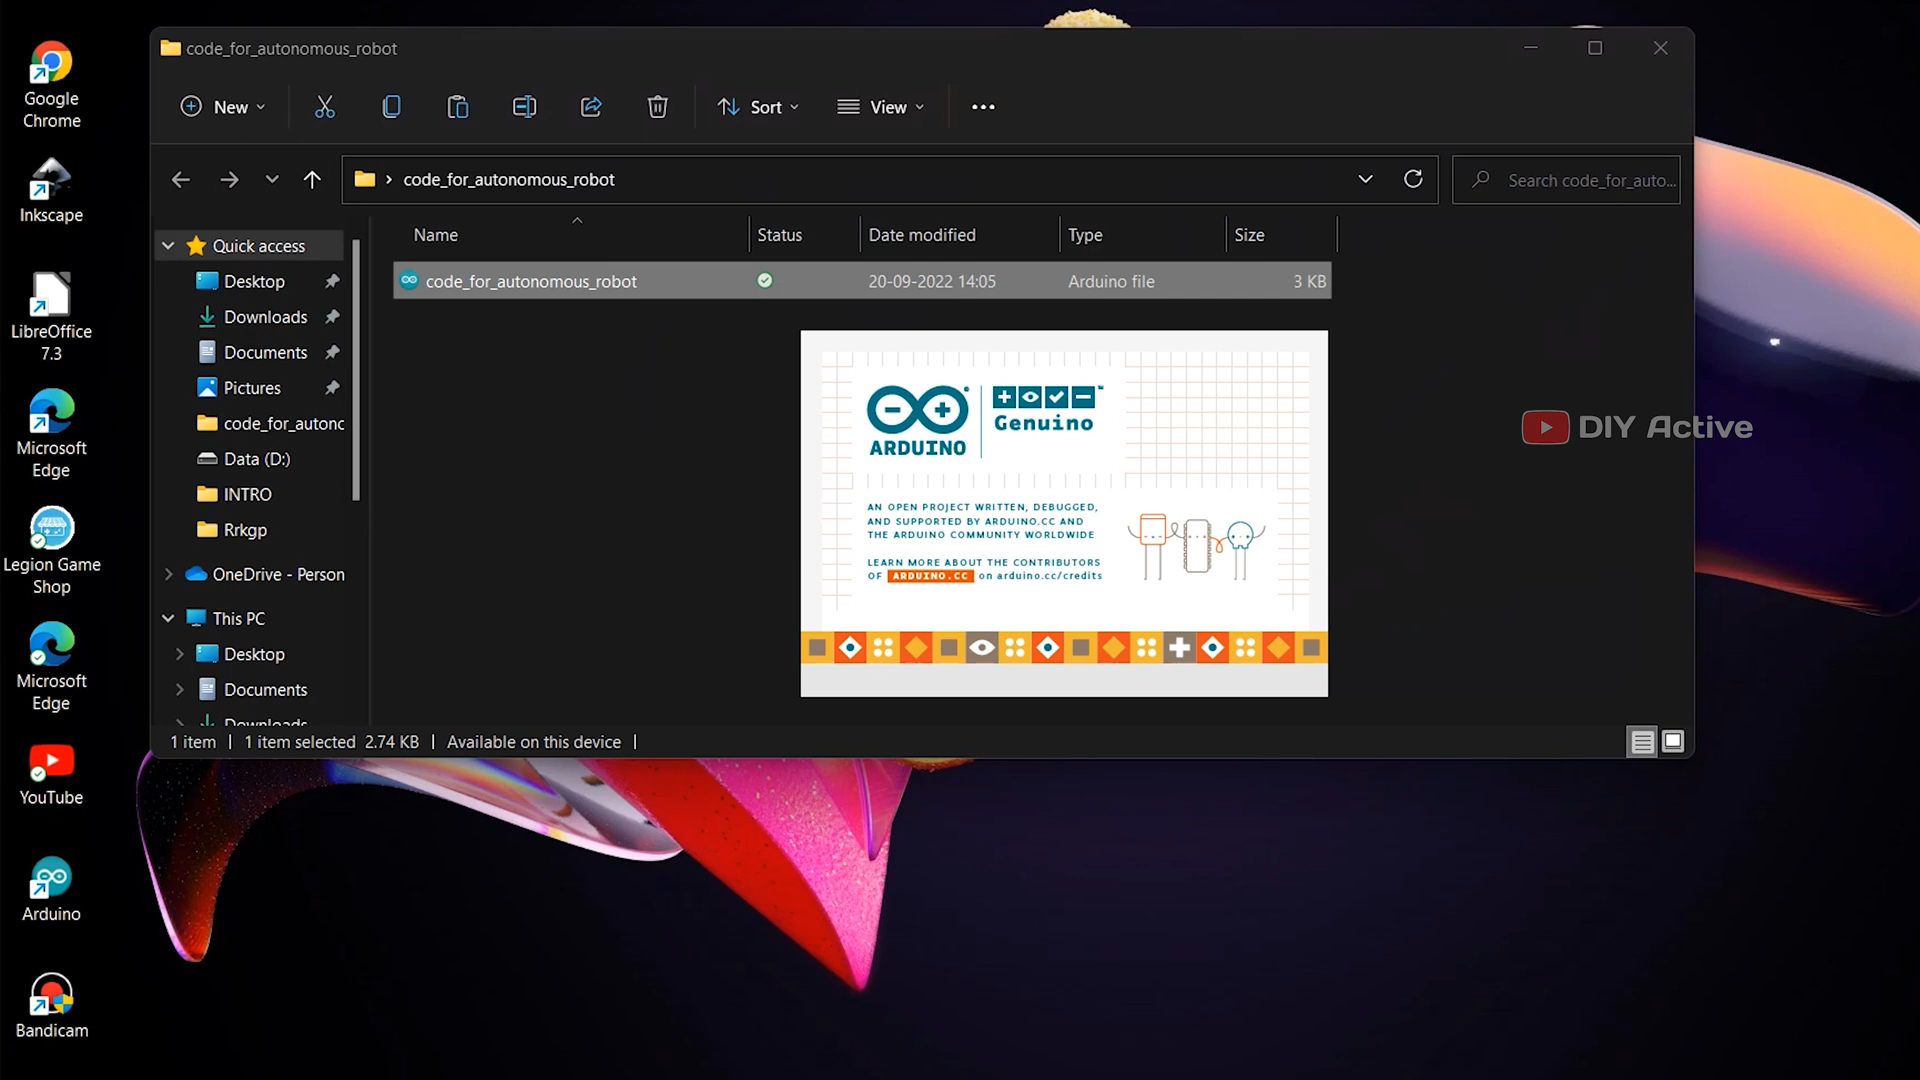 Google
Chrome
Inkscape
LibreOffice
7.3
Microsoft
Edge
Legion Game
Shop
Microsoft
Edge
YouTube
Arduino
Bandicam
code_for_autonomous_robot
New
Sort
View
code_for_autonomous_robot
Search code_for_auto...
Name
Status
Date modified
Type
Size
code_for_autonomous_robot
20-09-2022 14:05
Arduino file
3 KB
Quick access
Desktop
Downloads
Documents
Pictures
code_for_autonc
Data (D:)
INTRO
Rrkgp
OneDrive - Person
This PC
Desktop
Documents
Downloads
ARDUINO
Genuino
AN OPEN PROJECT WRITTEN, DEBUGGED,
AND SUPPORTED BY ARDUINO.CC AND
THE ARDUINO COMMUNITY WORLDWIDE
LEARN MORE ABOUT THE CONTRIBUTORS
OF ARDUINO.CC on arduino.cc/credits
DIY Active
1 item | 1 item selected 2.74 KB | Available on this device |